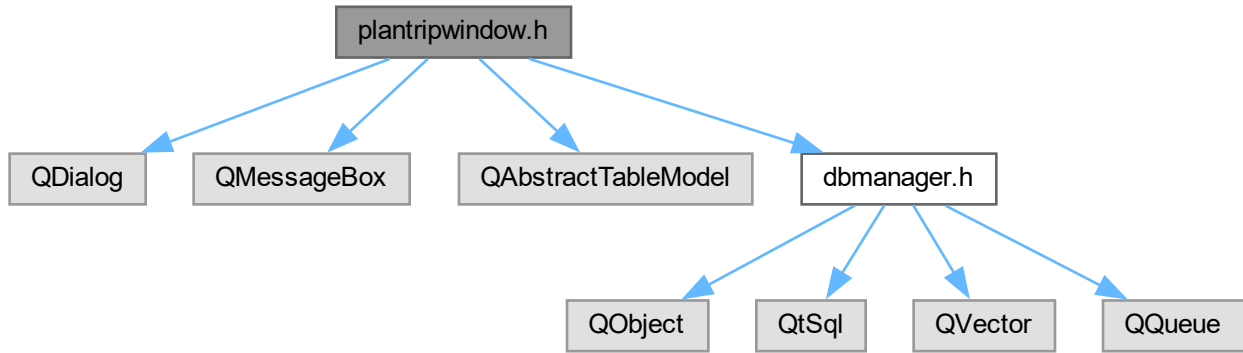 plantripwindow.h
QDialog
QMessageBox
QAbstractTableModel
dbmanager.h
QObject
QtSql
QVector
QQueue